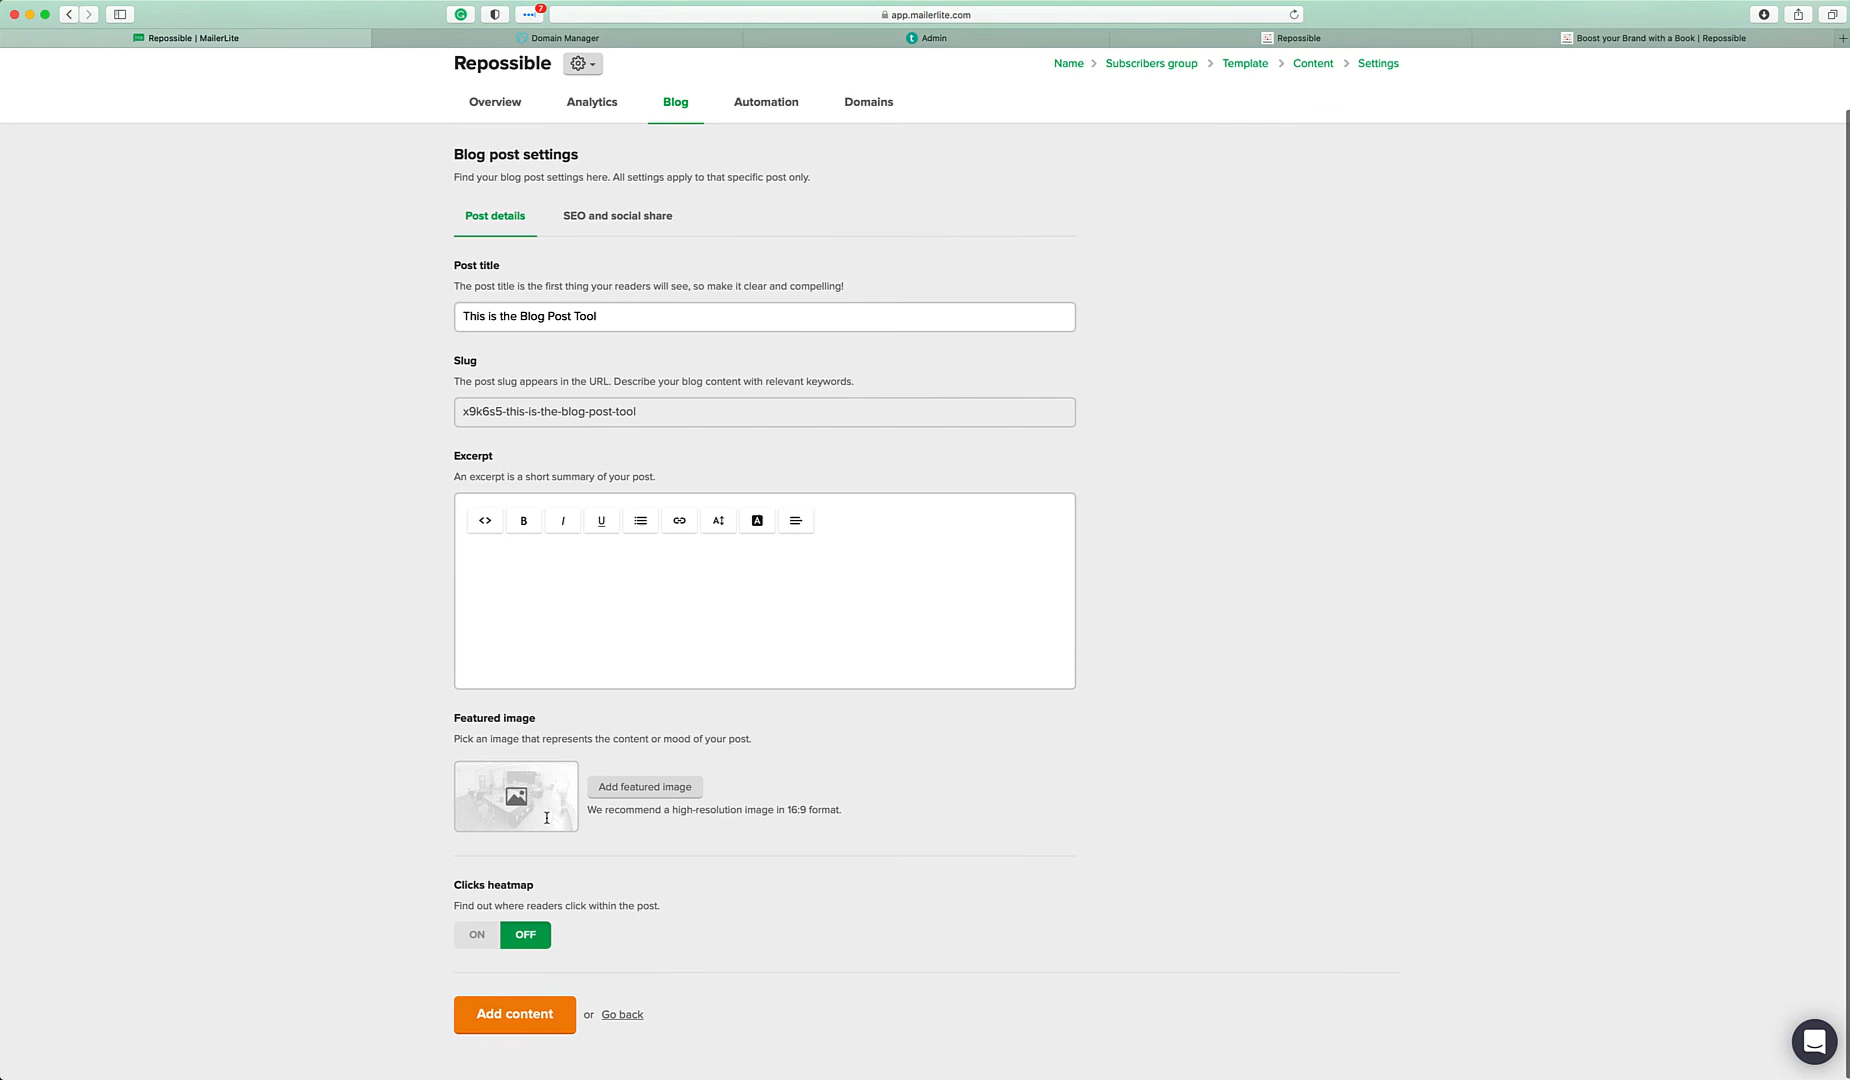 7
app.mailerlite.com
Repossible | MailerLite
Domain Manager
t Admin
Repossible
Boost your Brand with a Book | Repossible
Repossible
Name > Subscribers group > Template > Content > Settings
Overview
Analytics
Blog
Automation
Domains
Blog post settings
Find your blog post settings here. All settings apply to that specific post only.
Post details
SEO and social share
Post title
The post title is the first thing your readers will see, so make it clear and compelling!
This is the Blog Post Tool
Slug
The post slug appears in the URL. Describe your blog content with relevant keywords.
x9k6s5-this-is-the-blog-post-tool
Excerpt
An excerpt is a short summary of your post.
<> B I U A A
Featured image
Pick an image that represents the content or mood of your post.
Add featured image
We recommend a high-resolution image in 16:9 format.
Clicks heatmap
Find out where readers click within the post.
ON OFF
Add content or Go back